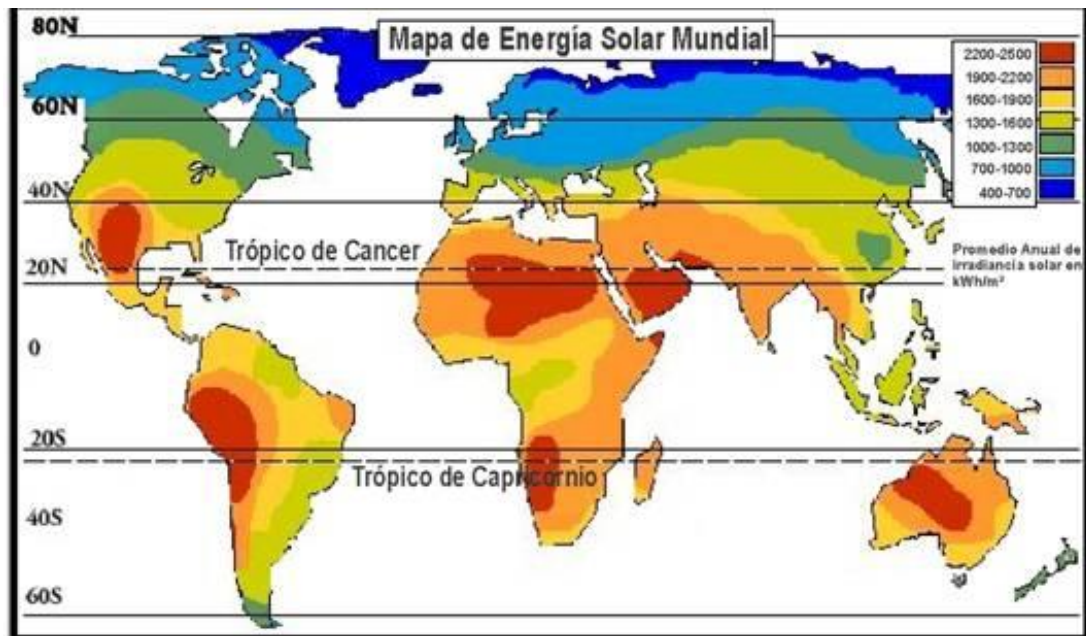 Mapa de Energía Solar Mundial
80N
60N
40N
20N
0
20S
40S
60S
Trópico de Cancer
Trópico de Capricornio
2200-2500
1900-2200
1600-1900
1300-1600
1000-1300
700-1000
400-700
Promedio Anual de
irradiancia solar en
kWh/m²